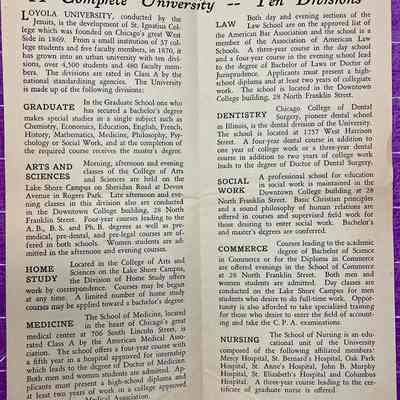 A Complete University -- Ten Divisions
LOYOLA UNIVERSITY, conducted by the
Jesuits, is the development of St. Ignatius Col-
lege which was founded on Chicago's great West
Side in 1869. From a small institution of 37 col-
lege students and five faculty members, in 1870, it
has grown into an urban university with ten divi-
sions, over 4,500 students and 480 faculty mem-
bers. The divisions are rated in Class A by the
national standardizing agencies. The University
is made up of the following divisions:
GRADUATE In the Graduate School one who
has secured a bachelor's degree
makes special studies in a single subject such as
Chemistry, Economics, Education, English, French,
History, Mathematics, Medicine, Philosophy, Psy-
chology or Social Work, and at the completion of
the required course receives the master's degree.
ARTS AND
SCIENCES Morning, afternoon and evening
classes of the College of Arts
and Sciences are held on the
Lake Shore Campus on Sheridan Road at Devon
Avenue in Rogers Park. Late afternoon and eve-
ning classes in this division also are conducted
in the Downtown College building, 28 North
Franklin Street. Four-year courses leading to the
A. B., B. S. and Ph. B. degrees as well as pre-
medical, pre-dental, and pre-legal courses are of-
fered in both schools. Women students are ad-
mitted in the afternoon and evening courses.
HOME
STUDY Located in the College of Arts and
Sciences on the Lake Shore Campus,
the Division of Home Study offers
work by correspondence. Courses may be begun
at any time. A limited number of home study
courses may be applied toward a bachelor's degree
MEDICINE The School of Medicine, located
in the heart of Chicago's great
medical center at 706 South Lincoln Street, is
rated Class A by the American Medical Asso-
ciation. The school offers a four-year course with
a fifth year in a hospital approved for internship
which leads to the degree of Doctor of Medicine.
Both men and women students are admitted. Ap-
plicants must present a high-school diploma and
at least two years of work in a college approved
Medical Association.
LAW Both day and evening sections of the
Law School are on the approved list of
the American Bar Association and the school is a
member of the Association of American Law
Schools. A three-year course in the day school
and a four-year course in the evening school lead
to the degree of Bachelor of Laws or Doctor of
Jurisprudence. Applicants must present a high-
school diploma and at least two years of collegiate
work. The school is located in the Downtown
College building, 28 North Franklin Street.
DENTISTRY Chicago College of Dental
Surgery, pioneer dental school
in Illinois, is the dental division of the University.
The school is located at 1757 West Harrison
Street. A four-year dental course in addition to
one year of college work or a three-year dental
course in addition to two years of college work
leads to the degree of Doctor of Dental Surgery.
SOCIAL
WORK A professional school for education
in social work is maintained in the
Downtown College building at 28
North Franklin Street. Basic Christian principles
and a sound philosophy of human relations are
offered in courses and supervised field work for
those desiring to enter social work. Bachelor's
and master's degrees are conferred.
COMMERCE Courses leading to the academic
degree of Bachelor of Science
in Commerce or for the Diploma in Commerce
are offered evenings in the School of Commerce
at 28 North Franklin Street. Both men and
women students are admitted. Day classes are
conducted on the Lake Shore Campus for men
students who desire to do full-time work. Oppor-
tunity is also afforded to take specialized training
for those who desire to enter the field of account-
ing and take the C. P. A. examinations.
NURSING The School of Nursing is an edu-
cational unit of the University
composed of the following affiliated members:
Mercy Hospital, St. Bernard's Hospital, Oak Park
Hospital, St. Anne's Hospital, John B. Murphy
Hospital, St. Elizabeth's Hospital and Columbus
Hospital. A three-year course leading to the cer-
tificate of graduate nurse is offered.